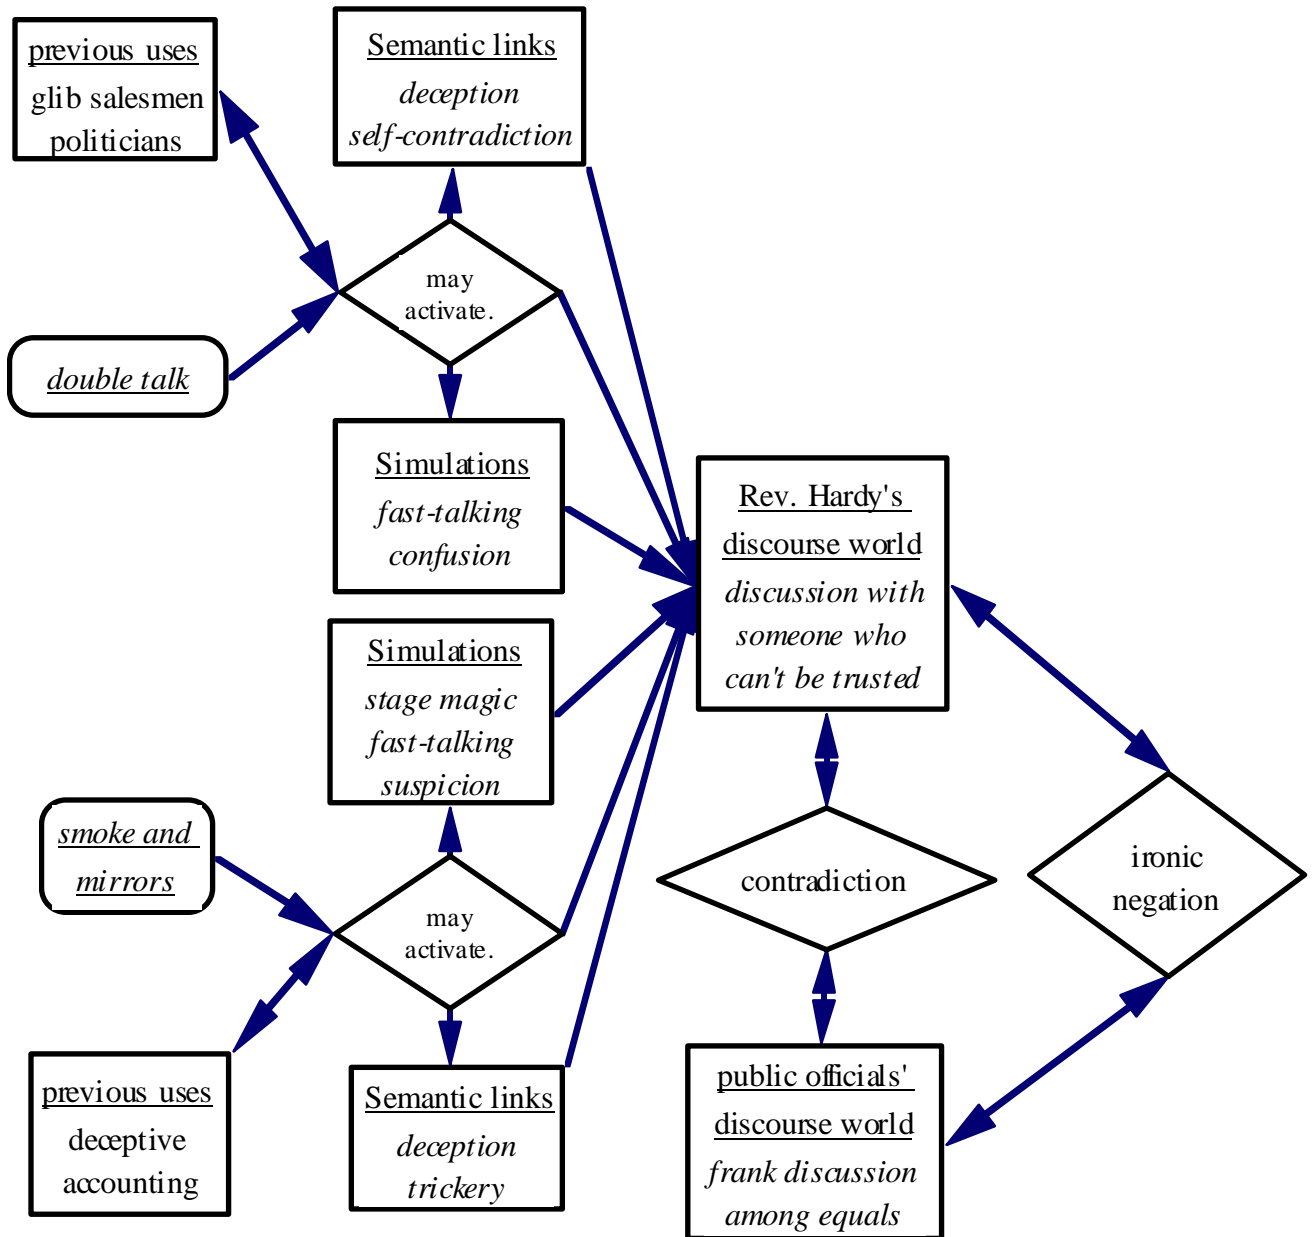 previous uses
glib salesmen
politicians
Semantic links
deception
self-contradiction
may
activate.
double talk
Simulations
fast-talking
confusion
Rev. Hardy's
discourse world
discussion with
someone who
can't be trusted
Simulations
stage magic
fast-talking
suspicion
smoke and
mirrors
may
activate.
contradiction
ironic
negation
previous uses
deceptive
accounting
Semantic links
deception
trickery
public officials'
discourse world
frank discussion
among equals